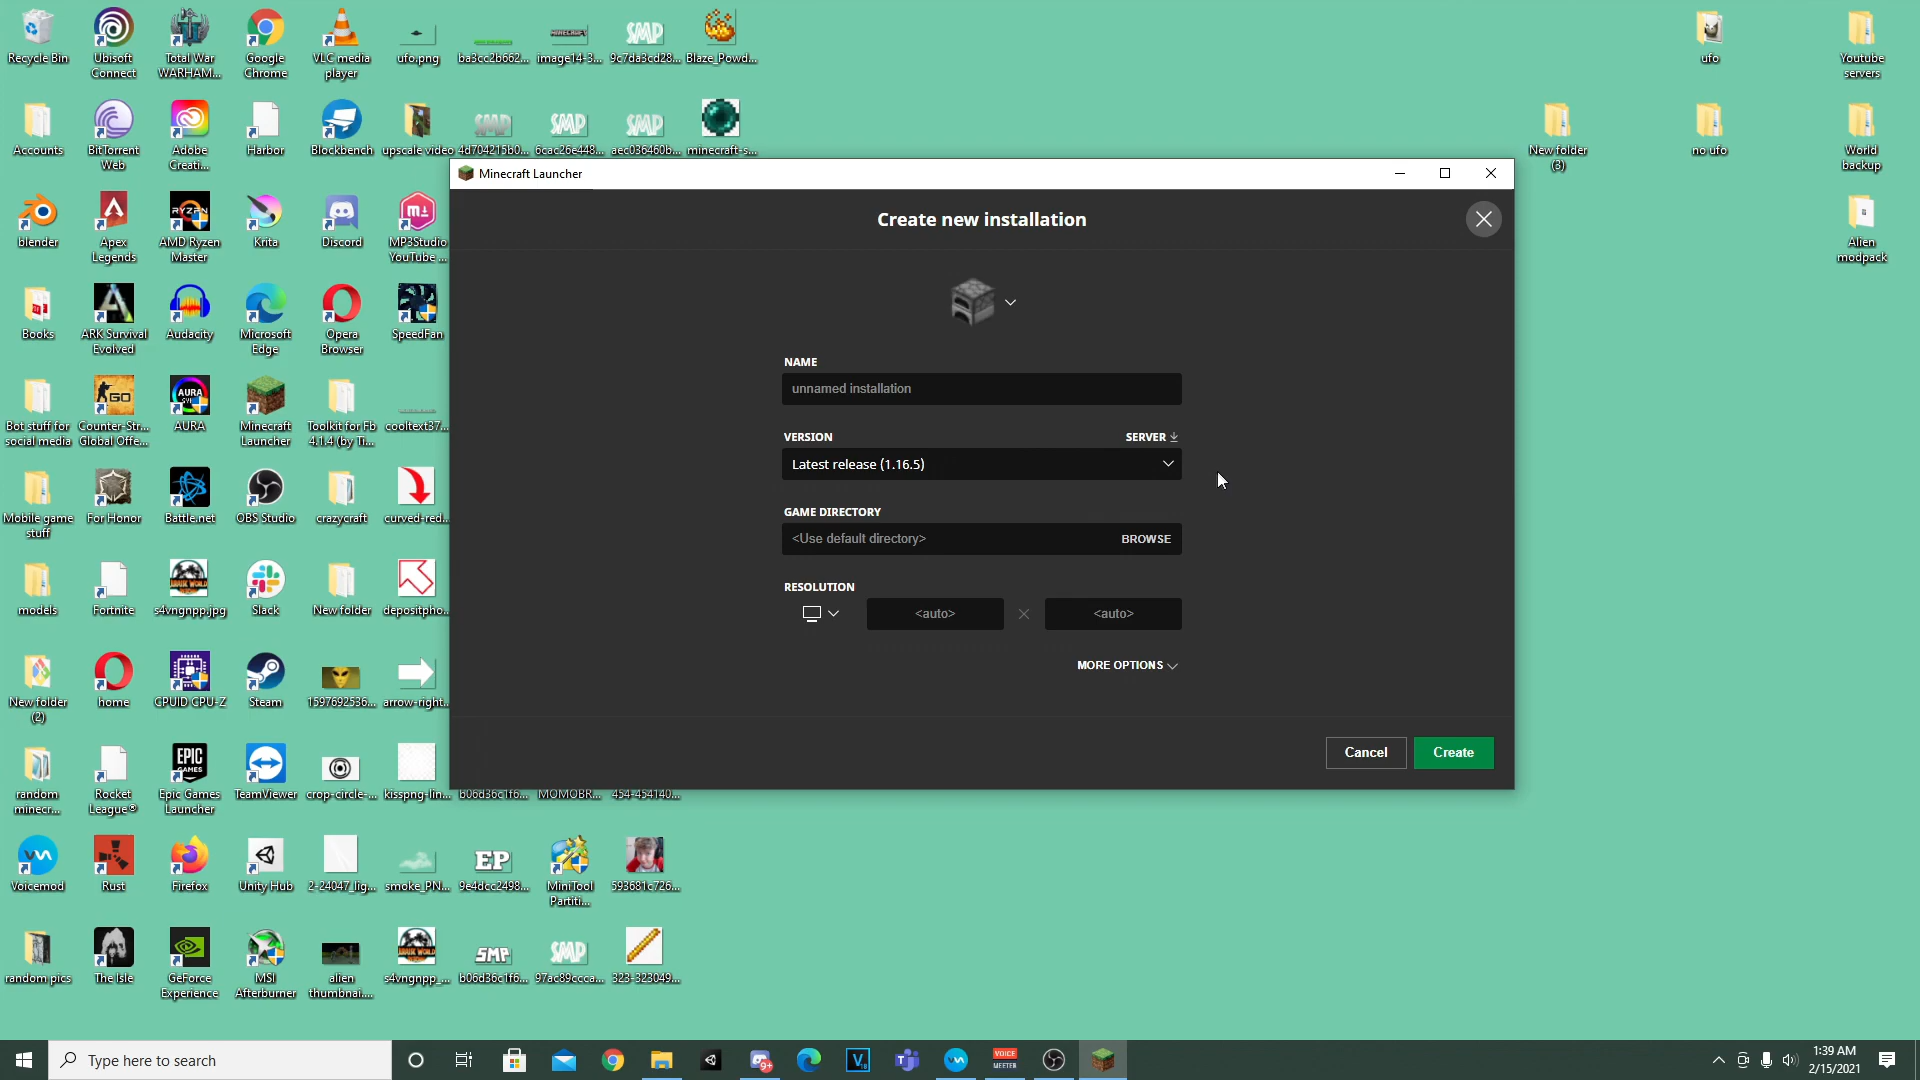 Recycle Bin
Ubisoft
Connect
Total War
WARHAM...
Google
Chrome
VLC media
player
ufo.png
ba3cc2b662...
image14-3...
9c7da3cd28...
Blaze_Powd...
ufo
Youtube
servers
Accounts
BitTorrent
Web
Adobe
Creati...
Harbor
Blockbench
upscale video
4d704215b0...
6cac26e448...
aec036460b...
minecraft-s...
New folder
(3)
no ufo
World
backup
Minecraft Launcher
blender
Apex
Legends
AMD Ryzen
Master
Krita
Discord
MP3Studio
YouTube ...
Alien
modpack
Create new installation
Books
ARK Survival
Evolved
Audacity
Microsoft
Edge
Opera
Browser
SpeedFan
NAME
unnamed installation
Bot stuff for
social media
Counter-Str...
Global Offe...
AURA
Minecraft
Launcher
Toolkit for Fb
4.1.4 (by Ti...
cooltext37...
VERSION
SERVER
Latest release (1.16.5)
Mobile game
stuff
For Honor
Battle.net
OBS Studio
crazycraft
curved-red...
GAME DIRECTORY
<Use default directory>
BROWSE
models
Fortnite
s4vngnpp.jpg
Slack
New folder
depositpho...
RESOLUTION
<auto>
<auto>
MORE OPTIONS
New folder
(2)
home
CPUID CPU-Z
Steam
1597692536...
arrow-right...
Cancel
Create
random
minecr...
Rocket
League®
Epic Games
Launcher
TeamViewer
crop-circle-...
kisspng-lin...
b06d36c1f6...
MOMOBR...
454-454140...
Voicemod
Rust
Firefox
Unity Hub
2-24047_lig...
smoke_PN...
9e4dcc2498...
MiniTool
Partiti...
593681c726...
random pics
The Isle
GeForce
Experience
MSI
Afterburner
alien
thumbnai...
s4vngnpp_...
b06d36c1f6...
97ac89ccca...
323-323049...
Type here to search
1:39 AM
2/15/2021